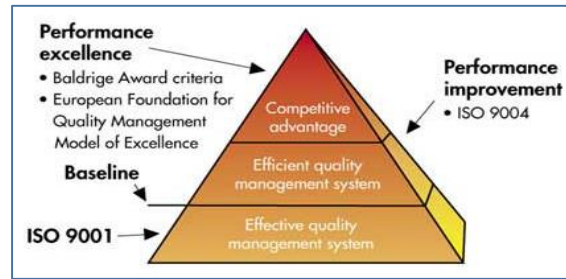 Performance
excellence
• Baldrige Award criteria
• European Foundation for
Quality Management
Model of Excellence
Baseline
ISO 9001
Competitive
advantage
Efficient quality
management system
Effective quality
management system
Performance
improvement
• ISO 9004